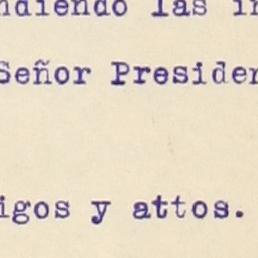 ndiendo las in
Señor Presiden
igos y attos.